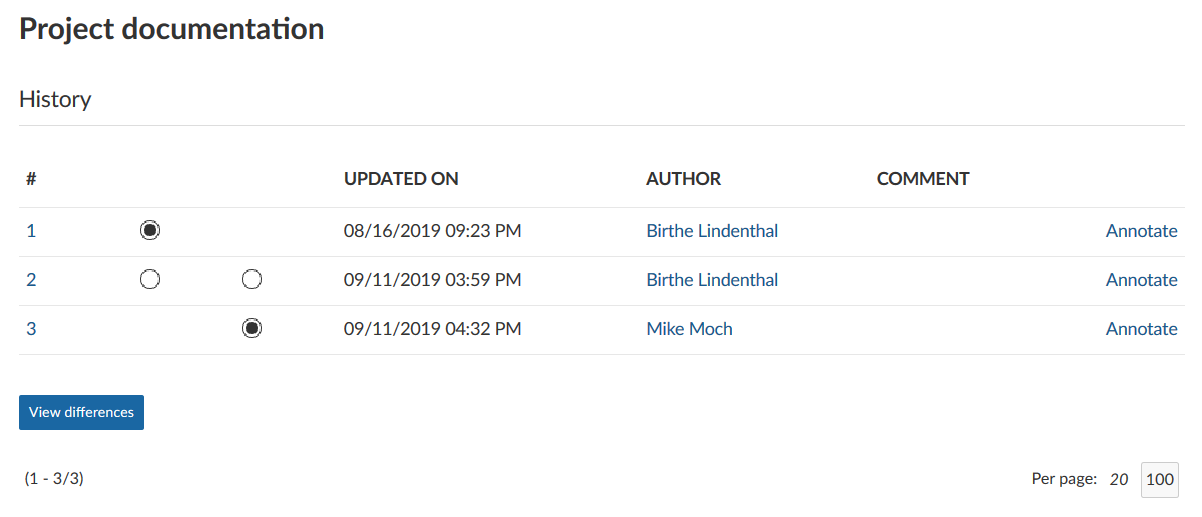 Project documentation
History
# UPDATED ON AUTHOR COMMENT
1 08/16/2019 09:23 PM Birthe Lindenthal Annotate
2 09/11/2019 03:59 PM Birthe Lindenthal Annotate
3 09/11/2019 04:32 PM Mike Moch Annotate
View differences
(1 - 3/3) Per page: 20 100